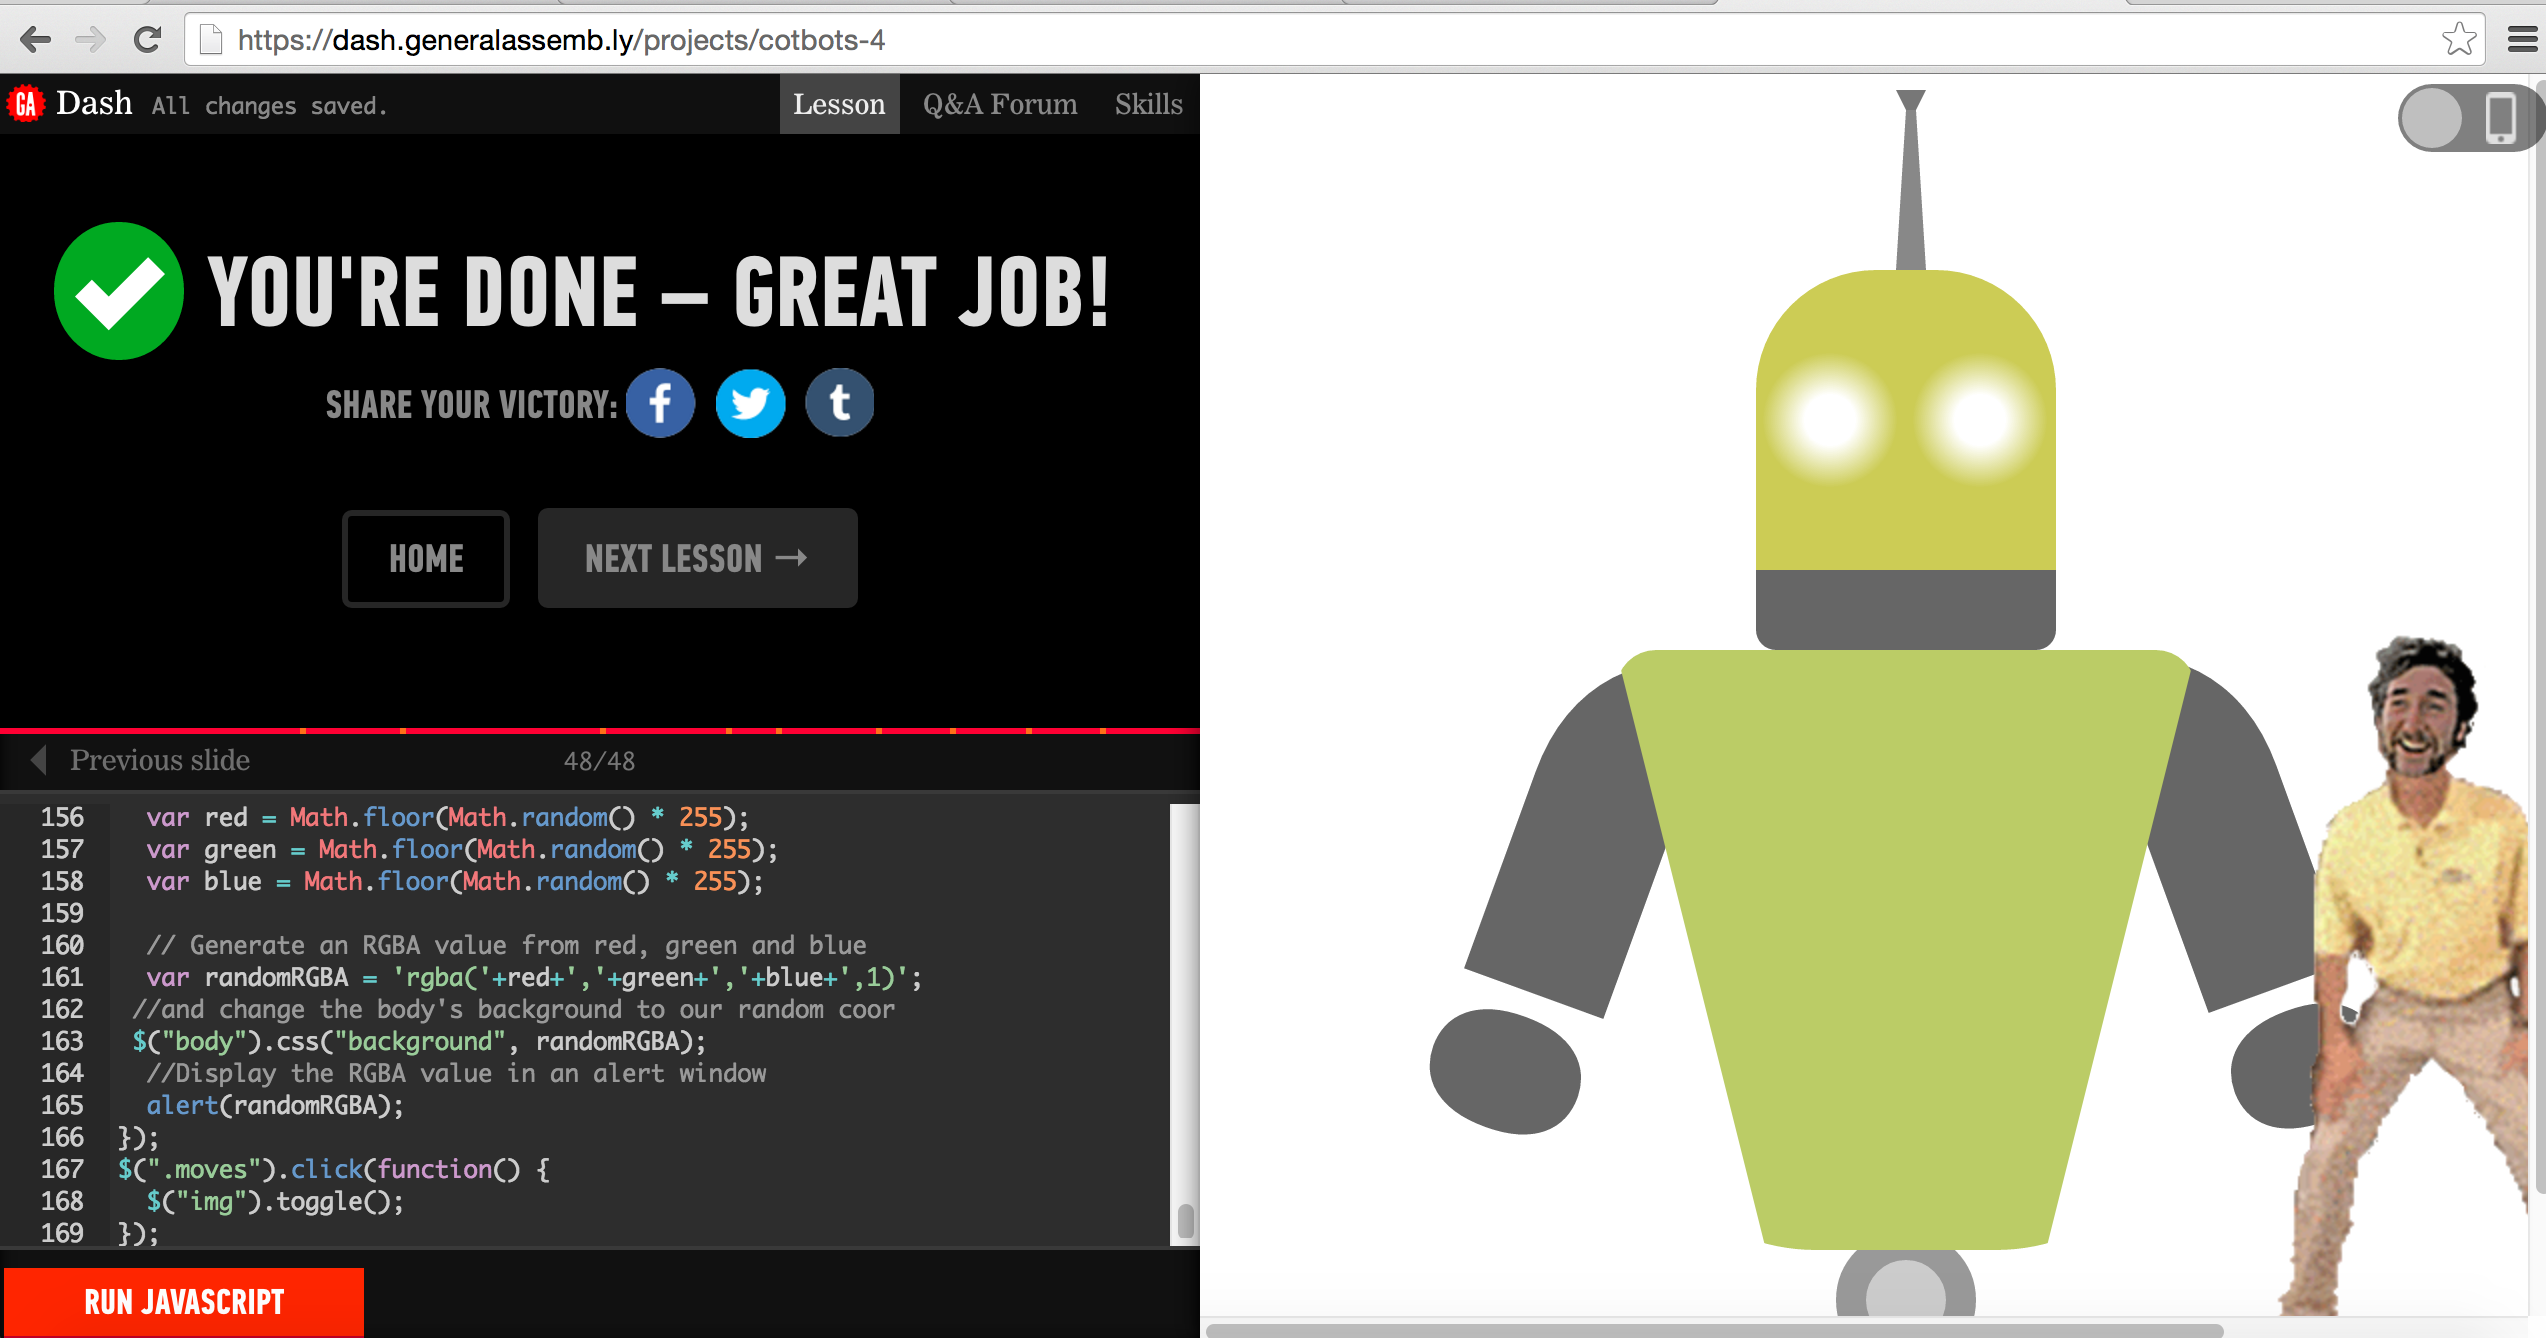 https://dash.generalassemb.ly/projects/cotbots-4
GA Dash All changes saved. Lesson Q&A Forum Skills
YOU'RE DONE — GREAT JOB!
SHARE YOUR VICTORY: f t
HOME NEXT LESSON →
Previous slide 48/48
156 var red = Math.floor(Math.random() * 255);
157 var green = Math.floor(Math.random() * 255);
158 var blue = Math.floor(Math.random() * 255);
159
160 // Generate an RGBA value from red, green and blue
161 var randomRGBA = 'rgba('+red+','+green+','+blue+',1)';
162 //and change the body's background to our random coor
163 $("body").css("background", randomRGBA);
164 //Display the RGBA value in an alert window
165 alert(randomRGBA);
166 });
167 $(".moves").click(function() {
168 $("img").toggle();
169 });
RUN JAVASCRIPT